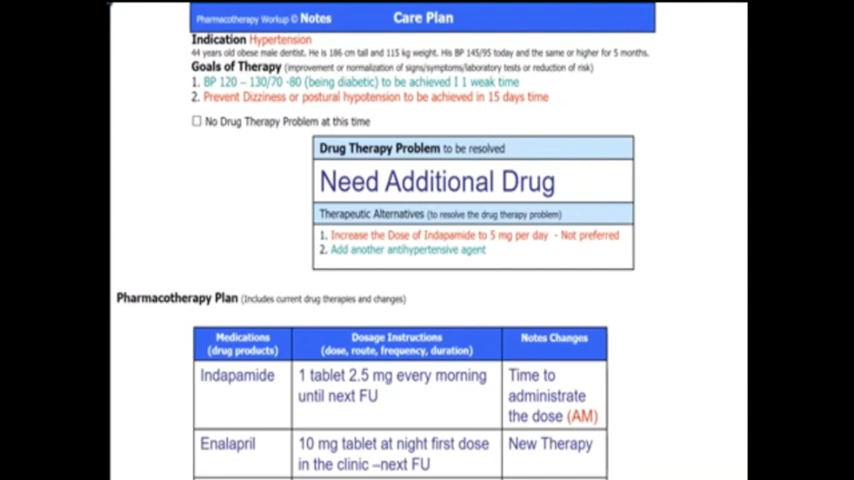 Pharmacotherapy Workup © Notes Care Plan
Indication Hypertension
44 years old obese male dentist. He is 186 cm tall and 115 kg weight. His BP 145/95 today and the same or higher for 5 months.
Goals of Therapy (improvement or normalization of signs/symptoms/laboratory tests or reduction of risk)
1. BP 120 – 130/70 -80 (being diabetic) to be achieved I 1 weak time
2. Prevent Dizziness or postural hypotension to be achieved in 15 days time
☐ No Drug Therapy Problem at this time
Drug Therapy Problem to be resolved
Need Additional Drug
Therapeutic Alternatives (to resolve the drug therapy problem)
1. Increase the Dose of Indapamide to 5 mg per day - Not preferred
2. Add another antihypertensive agent
Pharmacotherapy Plan (Includes current drug therapies and changes)
Medications
(drug products)
Dosage Instructions
(dose, route, frequency, duration)
Notes Changes
Indapamide
1 tablet 2.5 mg every morning
until next FU
Time to
administrate
the dose (AM)
Enalapril
10 mg tablet at night first dose
in the clinic –next FU
New Therapy